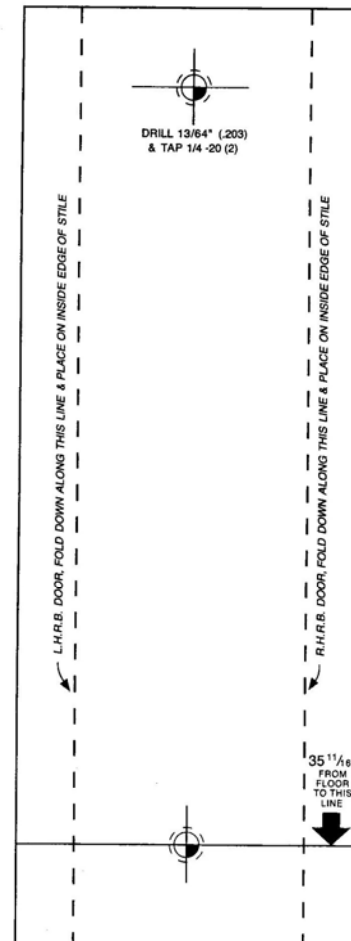 DRILL 13/64" (.203)
& TAP 1/4 -20 (2)
L.H.R.B. DOOR, FOLD DOWN ALONG THIS LINE & PLACE ON INSIDE EDGE OF STILE
R.H.R.B. DOOR, FOLD DOWN ALONG THIS LINE & PLACE ON INSIDE EDGE OF STILE
35 11/16
FROM
FLOOR
TO THIS
LINE